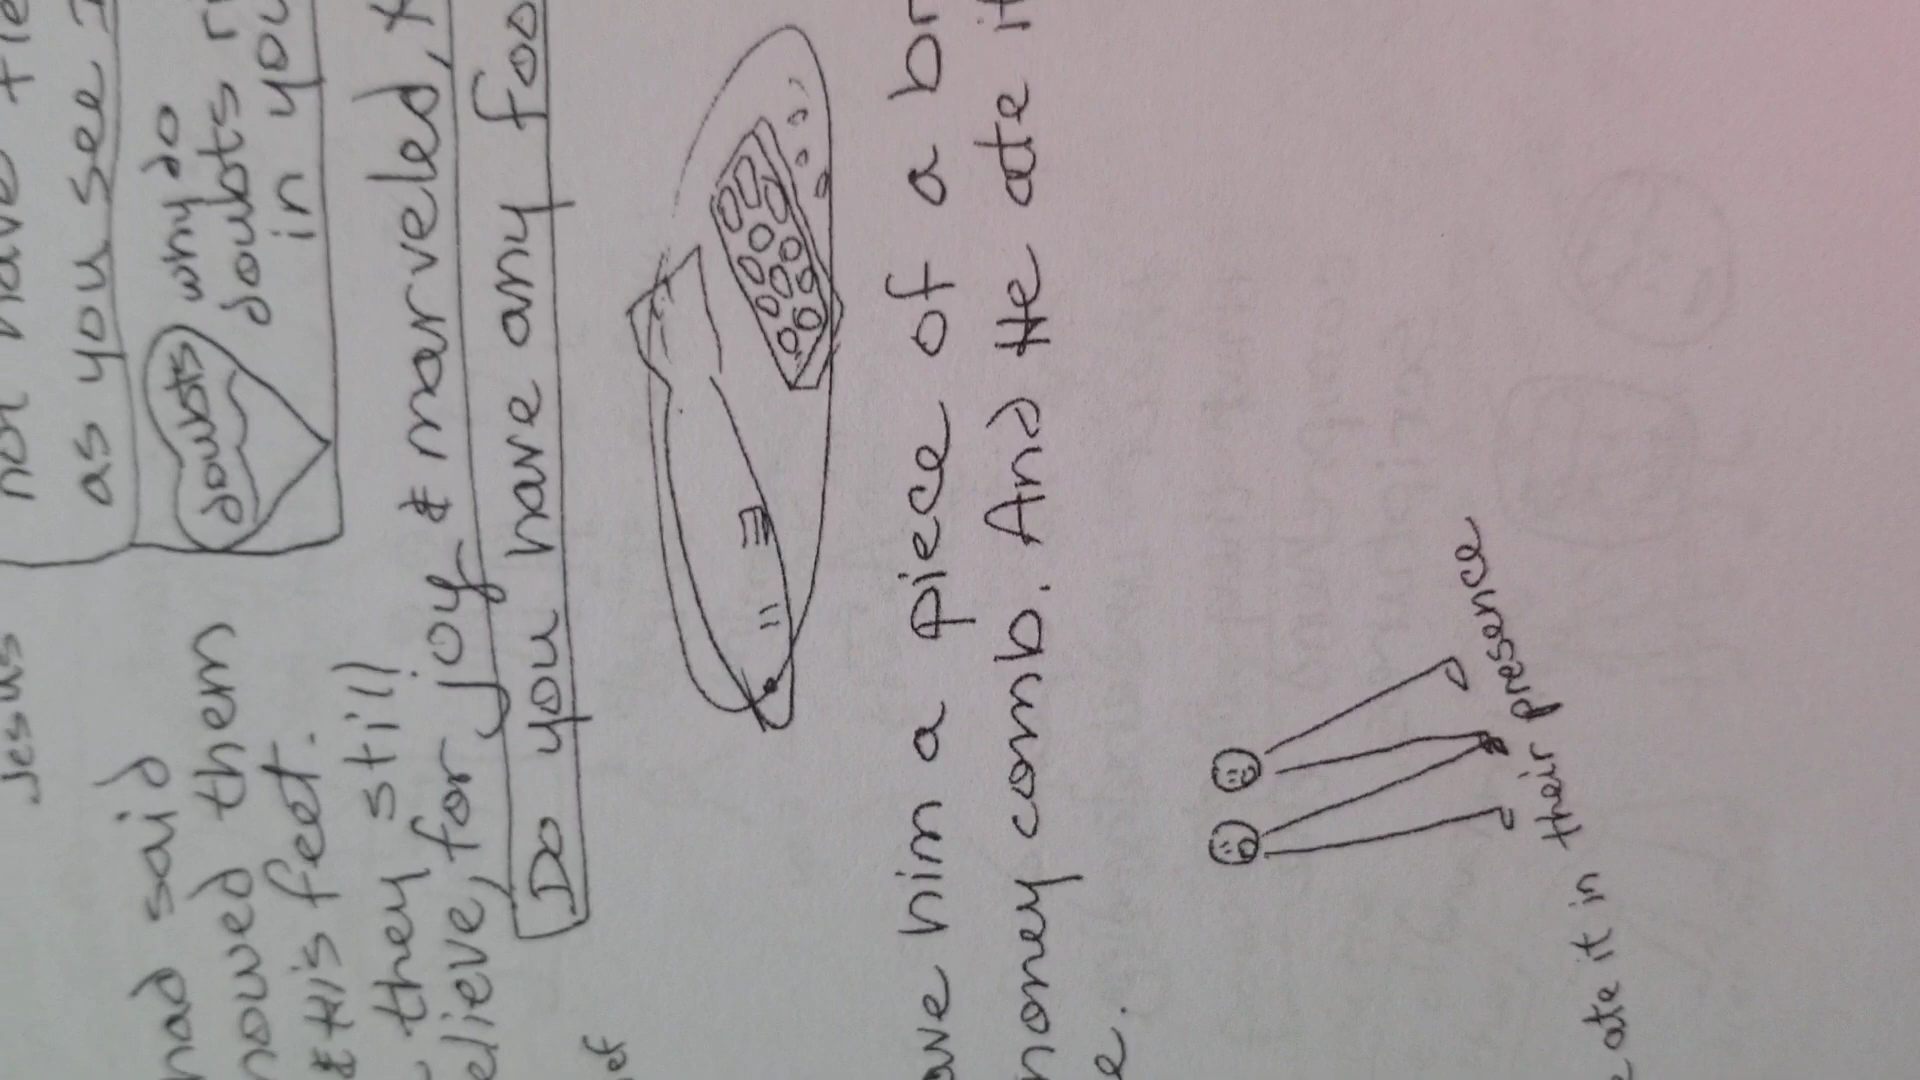 Jesus
not have fle
as you see I
doubts
why do
doubts r
in you
had said
howed them
& His feet.
they still
elieve, for joy & marveled,
Do you have any foo
ef
ave him a piece of a br
honey comb. And He ate it
e.
e ate it in their presence